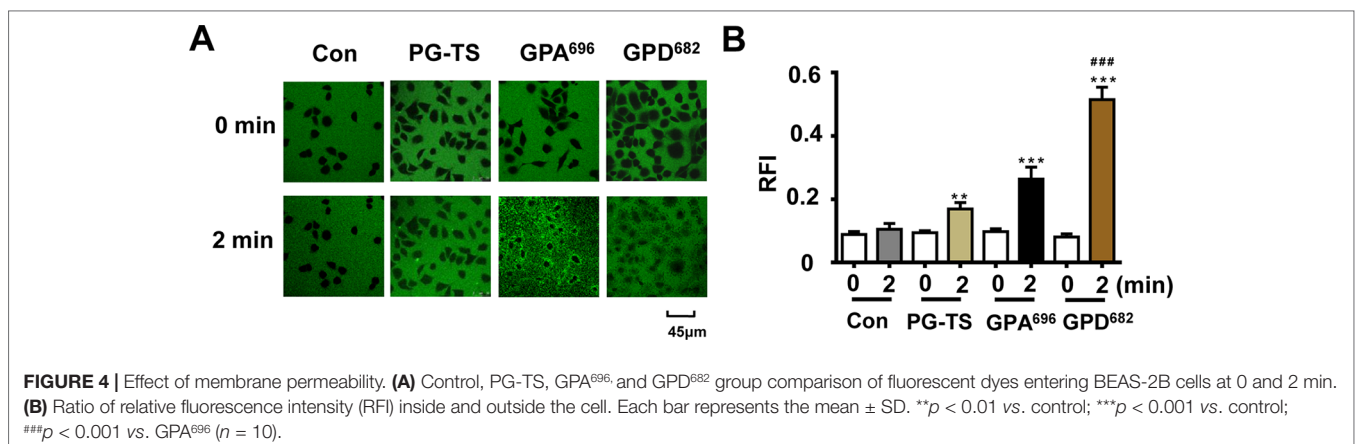 A
Con PG-TS GPA⁶⁹⁶ GPD⁶⁸²
0 min
2 min
45μm
B
RFI
0.6
0.4
0.2
0
** *** *** ###
0 2 0 2 0 2 0 2 (min)
Con PG-TS GPA⁶⁹⁶ GPD⁶⁸²
FIGURE 4 | Effect of membrane permeability. (A) Control, PG-TS, GPA⁶⁹⁶, and GPD⁶⁸² group comparison of fluorescent dyes entering BEAS-2B cells at 0 and 2 min.
(B) Ratio of relative fluorescence intensity (RFI) inside and outside the cell. Each bar represents the mean ± SD. **p < 0.01 vs. control; ***p < 0.001 vs. control;
###p < 0.001 vs. GPA⁶⁹⁶ (n = 10).